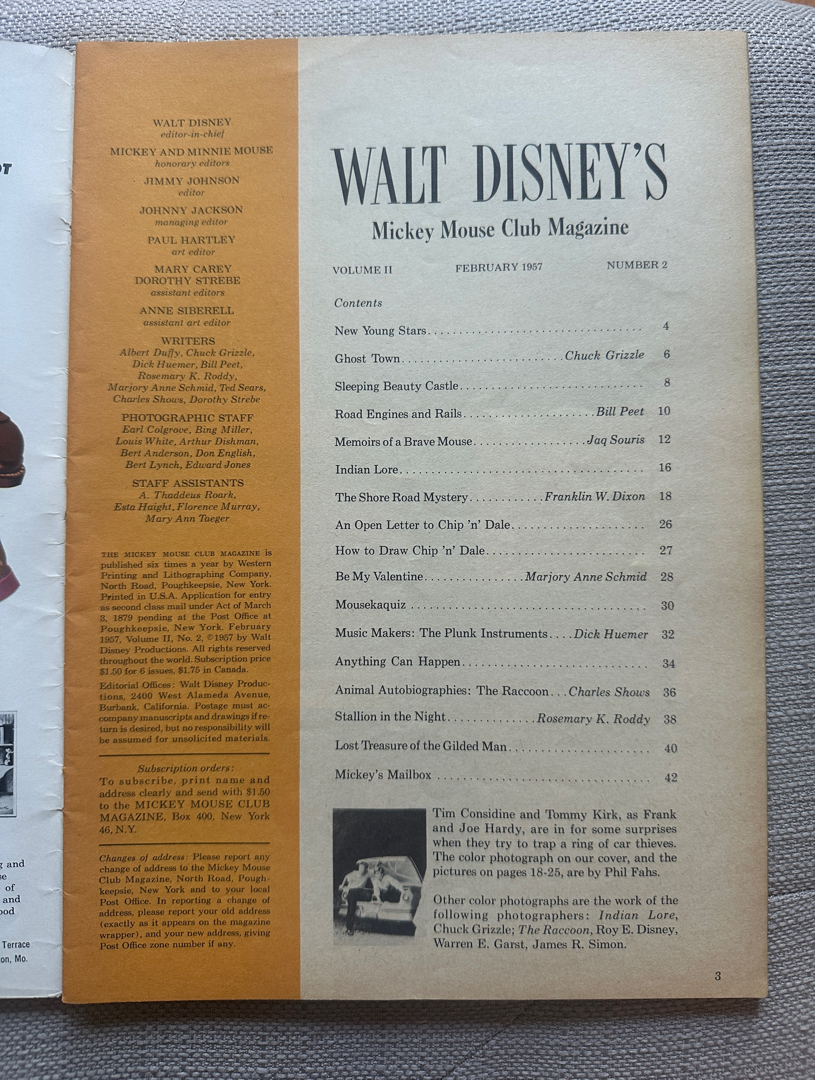 WALT DISNEY
editor-in-chief
MICKEY AND MINNIE MOUSE
honorary editors
JIMMY JOHNSON
editor
JOHNNY JACKSON
managing editor
PAUL HARTLEY
art editor
MARY CAREY
DOROTHY STREBE
assistant editors
ANNE SIBERELL
assistant art editor
WRITERS
Albert Duffy, Chuck Grizzle,
Dick Huemer, Bill Peet,
Rosemary K. Roddy,
Marjory Anne Schmid, Ted Sears,
Charles Shows, Dorothy Strebe
PHOTOGRAPHIC STAFF
Earl Colgrove, Bing Miller,
Louis White, Arthur Dishman,
Bert Anderson, Don English,
Bert Lynch, Edward Jones
STAFF ASSISTANTS
A. Thaddeus Roark,
Esta Haight, Florence Murray,
Mary Ann Taeger
THE MICKEY MOUSE CLUB MAGAZINE is
published six times a year by Western
Printing and Lithographing Company,
North Road, Poughkeepsie, New York.
Printed in U.S.A. Application for entry
as second class mail under Act of March
3, 1879 pending at the Post Office at
Poughkeepsie, New York. February
1957, Volume II, No. 2, ©1957 by Walt
Disney Productions. All rights reserved
throughout the world. Subscription price
$1.50 for 6 issues, $1.75 in Canada.
Editorial Offices: Walt Disney Produc-
tions, 2400 West Alameda Avenue,
Burbank, California. Postage must ac-
company manuscripts and drawings if re-
turn is desired, but no responsibility will
be assumed for unsolicited materials.
Subscription orders:
To subscribe, print name and
address clearly and send with $1.50
to the MICKEY MOUSE CLUB
MAGAZINE, Box 400, New York
46, N.Y.
Changes of address: Please report any
change of address to the Mickey Mouse
Club Magazine, North Road, Pough-
keepsie, New York and to your local
Post Office. In reporting a change of
address, please report your old address
(exactly as it appears on the magazine
wrapper), and your new address, giving
Post Office zone number if any.
WALT DISNEY'S
Mickey Mouse Club Magazine
VOLUME II FEBRUARY 1957 NUMBER 2
Contents
New Young Stars 4
Ghost Town Chuck Grizzle 6
Sleeping Beauty Castle 8
Road Engines and Rails Bill Peet 10
Memoirs of a Brave Mouse Jaq Souris 12
Indian Lore 16
The Shore Road Mystery Franklin W. Dixon 18
An Open Letter to Chip 'n' Dale 26
How to Draw Chip 'n' Dale 27
Be My Valentine Marjory Anne Schmid 28
Mousekaquiz 30
Music Makers: The Plunk Instruments Dick Huemer 32
Anything Can Happen 34
Animal Autobiographies: The Raccoon Charles Shows 36
Stallion in the Night Rosemary K. Roddy 38
Lost Treasure of the Gilded Man 40
Mickey's Mailbox 42
Tim Considine and Tommy Kirk, as Frank
and Joe Hardy, are in for some surprises
when they try to trap a ring of car thieves.
The color photograph on our cover, and the
pictures on pages 18-25, are by Phil Fahs.
Other color photographs are the work of the
following photographers: Indian Lore,
Chuck Grizzle; The Raccoon, Roy E. Disney,
Warren E. Garst, James R. Simon.
3
and
of
and
Terrace
Mo.